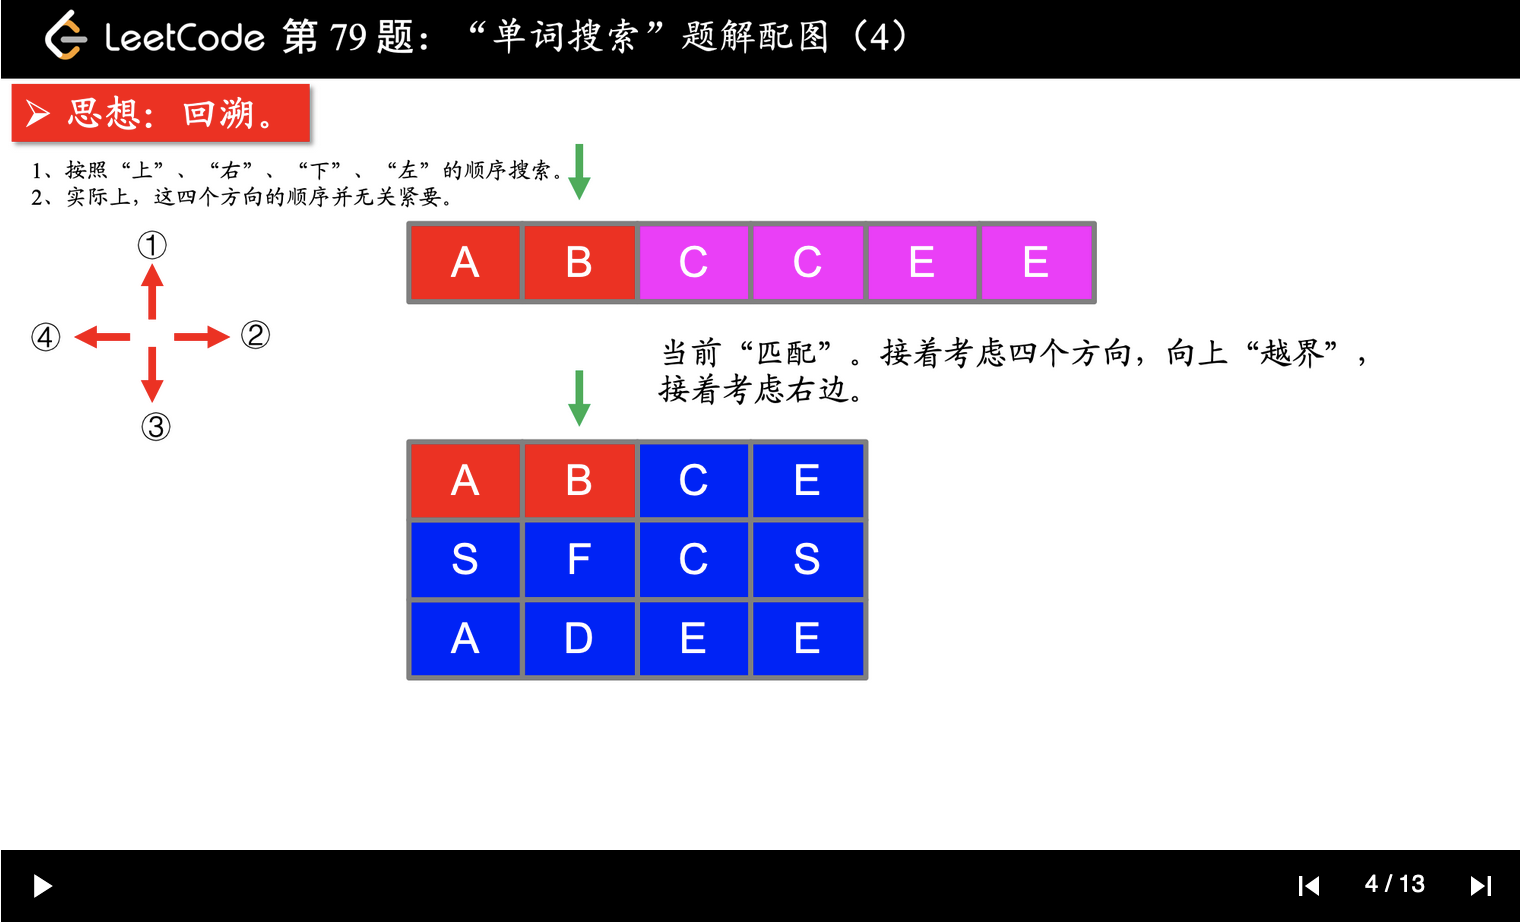 LeetCode 第 79 题：“单词搜索”题解配图（4）
➢ 思想：回溯。
1、按照“上”、“右”、“下”、“左”的顺序搜索。
2、实际上，这四个方向的顺序并无关紧要。
①
④ ②
③
A B C C E E
当前“匹配”。接着考虑四个方向，向上“越界”，
接着考虑右边。
A B C E
S F C S
A D E E
4 / 13